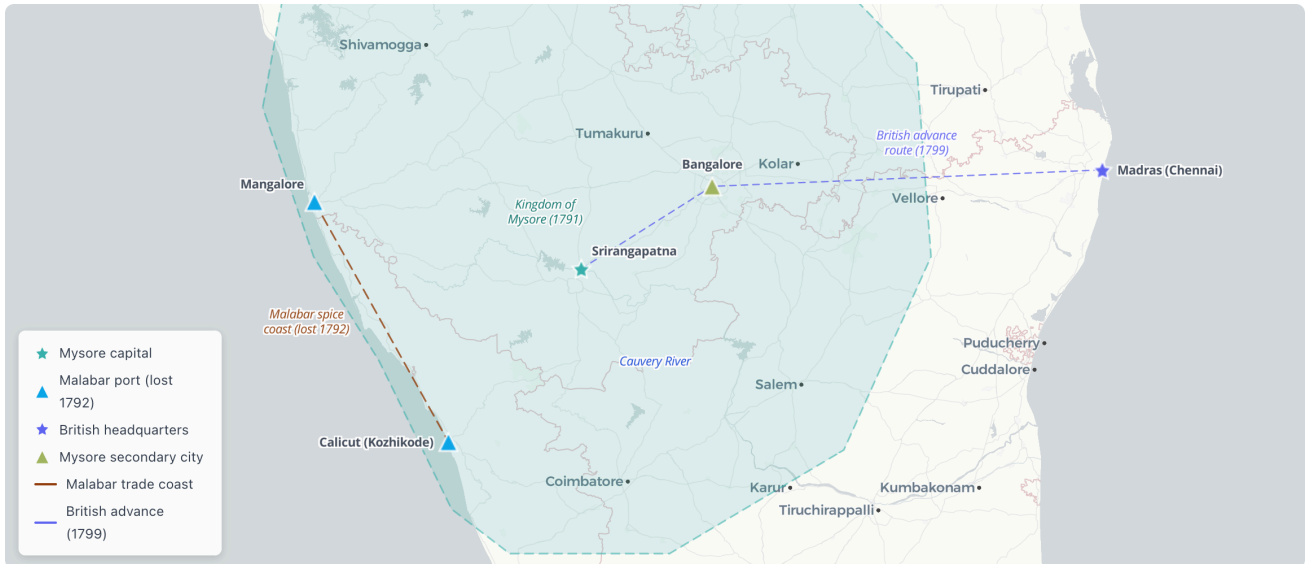 Shivamogga
Tirupati
Tumakuru
British advance
route (1799)
Bangalore
Kolar
Madras (Chennai)
Mangalore
Vellore
Kingdom of
Mysore (1791)
Srirangapatna
Malabar spice
coast (lost 1792)
Puducherry
Cauvery River
Cuddalore
Salem
Calicut (Kozhikode)
Coimbatore
Karur
Kumbakonam
Tiruchirappalli
Mysore capital
Malabar port (lost
1792)
British headquarters
Mysore secondary city
Malabar trade coast
British advance
(1799)